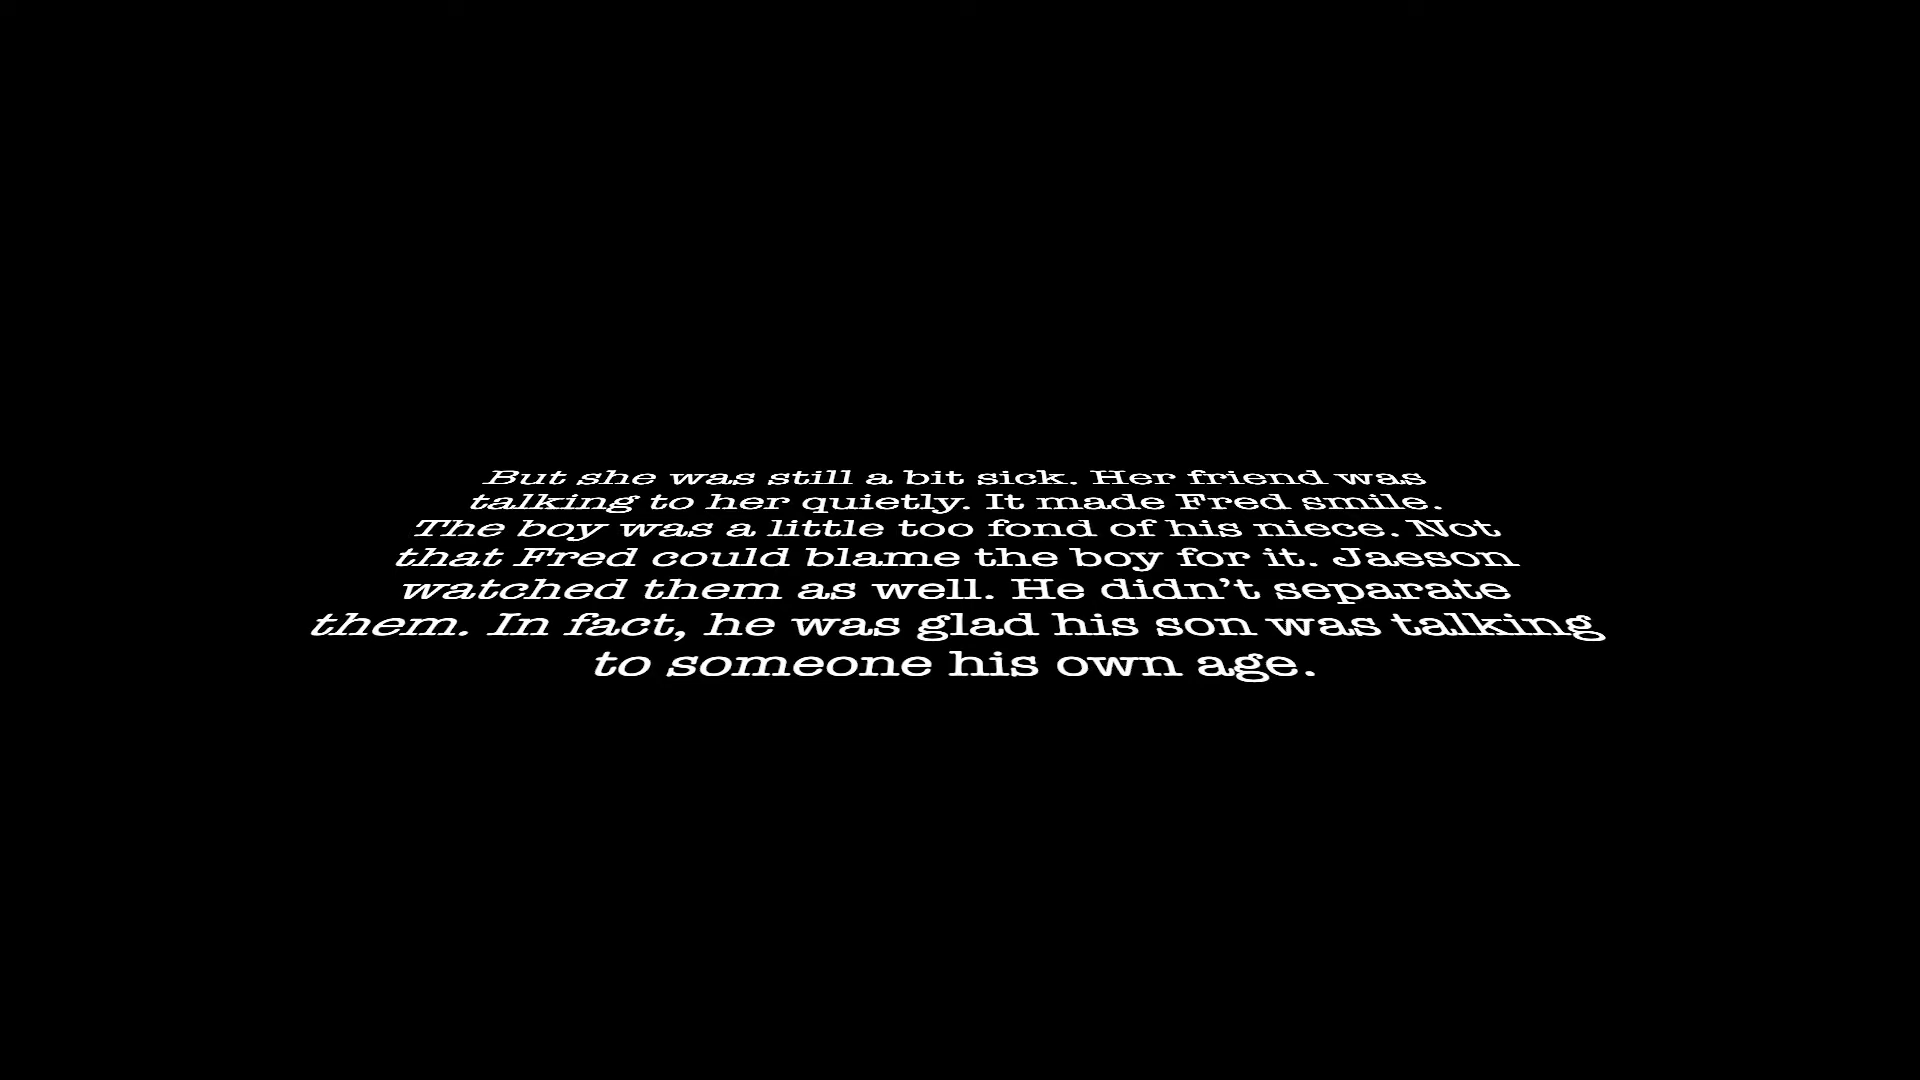 But she was still a bit sick. Her friend was
talking to her quietly. It made Fred smile.
The boy was a little too fond of his niece. Not
that Fred could blame the boy for it. Jaeson
watched them as well. He didn’t separate
them. In fact, he was glad his son was talking
to someone his own age.